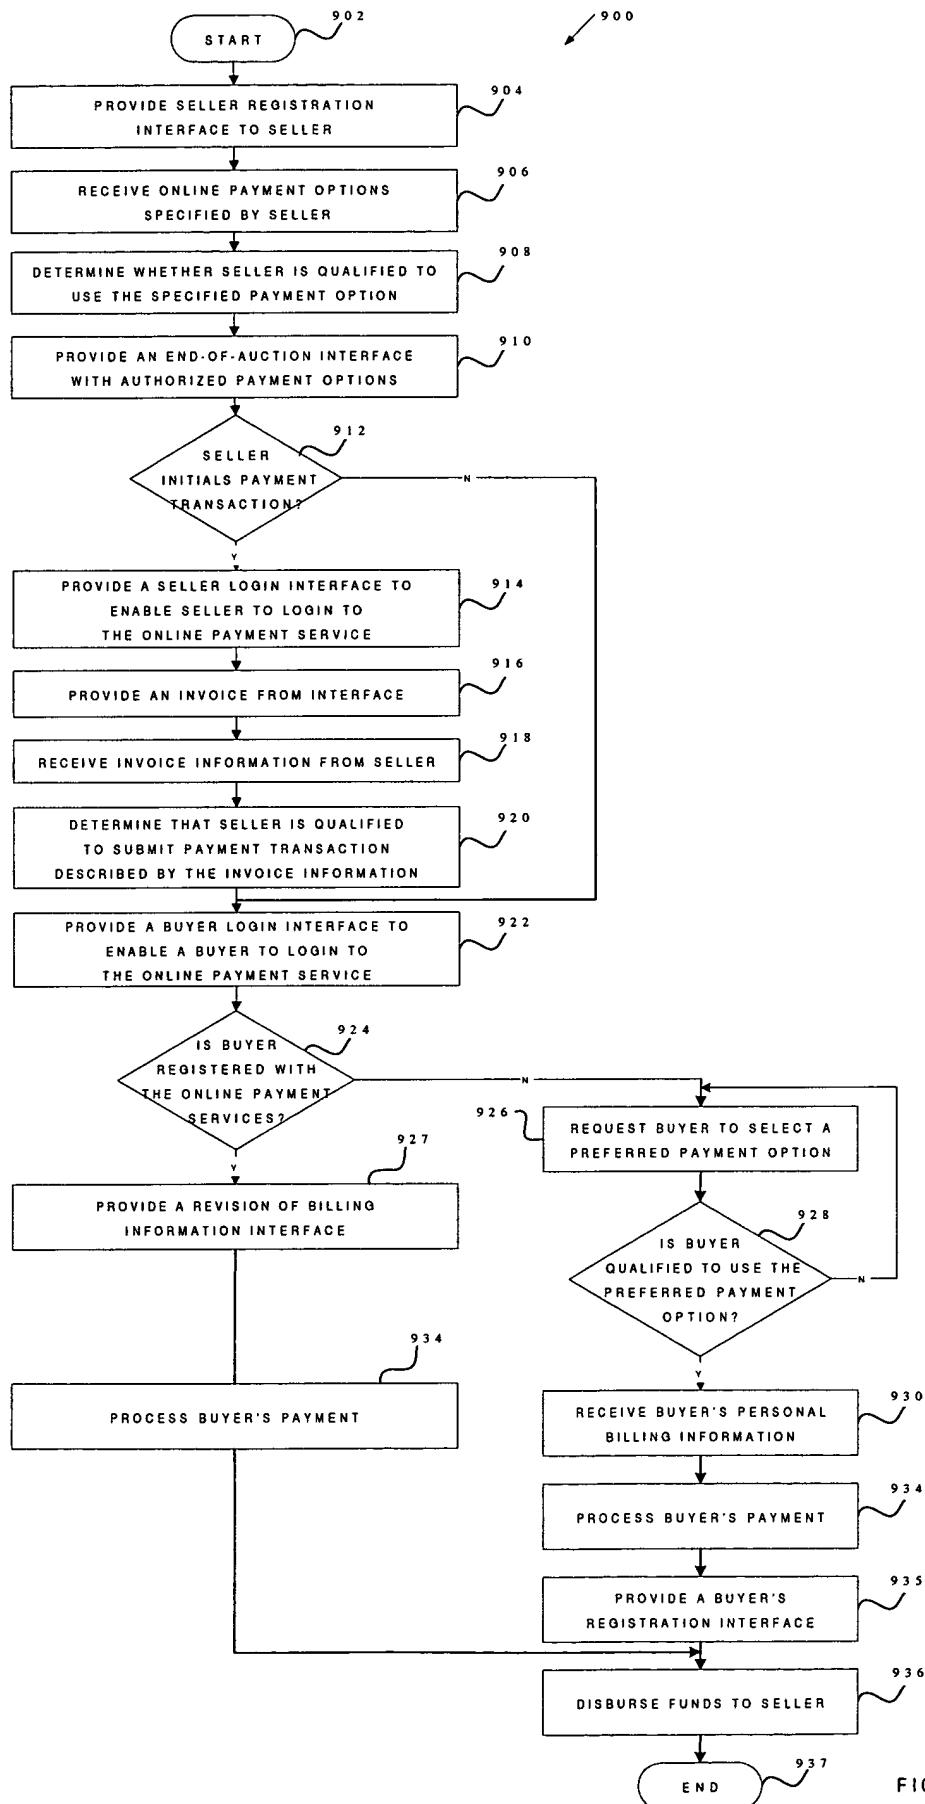 902
START
900
904
PROVIDE SELLER REGISTRATION
INTERFACE TO SELLER
906
RECEIVE ONLINE PAYMENT OPTIONS
SPECIFIED BY SELLER
908
DETERMINE WHETHER SELLER IS QUALIFIED TO
USE THE SPECIFIED PAYMENT OPTION
910
PROVIDE AN END-OF-AUCTION INTERFACE
WITH AUTHORIZED PAYMENT OPTIONS
912
SELLER
INITIALS PAYMENT
TRANSACTION?
N
Y
914
PROVIDE A SELLER LOGIN INTERFACE TO
ENABLE SELLER TO LOGIN TO
THE ONLINE PAYMENT SERVICE
916
PROVIDE AN INVOICE FROM INTERFACE
918
RECEIVE INVOICE INFORMATION FROM SELLER
920
DETERMINE THAT SELLER IS QUALIFIED
TO SUBMIT PAYMENT TRANSACTION
DESCRIBED BY THE INVOICE INFORMATION
922
PROVIDE A BUYER LOGIN INTERFACE TO
ENABLE A BUYER TO LOGIN TO
THE ONLINE PAYMENT SERVICE
924
IS BUYER
REGISTERED WITH
THE ONLINE PAYMENT
SERVICES?
N
Y
926
REQUEST BUYER TO SELECT A
PREFERRED PAYMENT OPTION
927
PROVIDE A REVISION OF BILLING
INFORMATION INTERFACE
928
IS BUYER
QUALIFIED TO USE THE
PREFERRED PAYMENT
OPTION?
N
Y
934
PROCESS BUYER'S PAYMENT
930
RECEIVE BUYER'S PERSONAL
BILLING INFORMATION
934
PROCESS BUYER'S PAYMENT
935
PROVIDE A BUYER'S
REGISTRATION INTERFACE
936
DISBURSE FUNDS TO SELLER
937
END